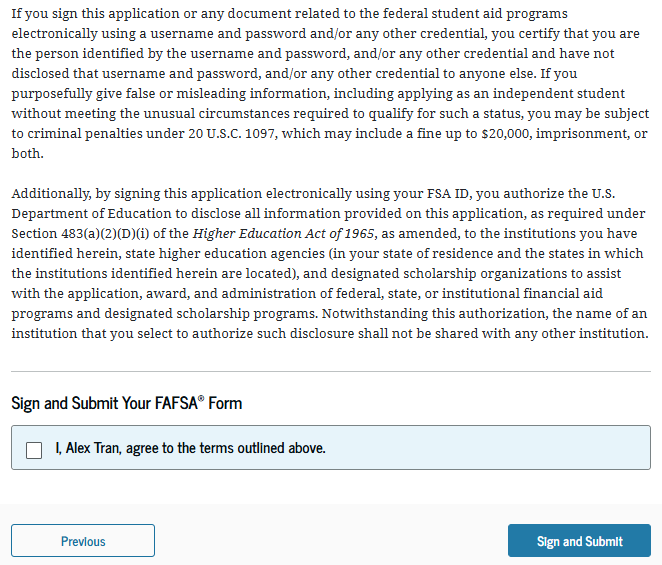 If you sign this application or any document related to the federal student aid programs
electronically using a username and password and/or any other credential, you certify that you are
the person identified by the username and password, and/or any other credential and have not
disclosed that username and password, and/or any other credential to anyone else. If you
purposefully give false or misleading information, including applying as an independent student
without meeting the unusual circumstances required to qualify for such a status, you may be subject
to criminal penalties under 20 U.S.C. 1097, which may include a fine up to $20,000, imprisonment, or
both.
Additionally, by signing this application electronically using your FSA ID, you authorize the U.S.
Department of Education to disclose all information provided on this application, as required under
Section 483(a)(2)(D)(i) of the Higher Education Act of 1965, as amended, to the institutions you have
identified herein, state higher education agencies (in your state of residence and the states in which
the institutions identified herein are located), and designated scholarship organizations to assist
with the application, award, and administration of federal, state, or institutional financial aid
programs and designated scholarship programs. Notwithstanding this authorization, the name of an
institution that you select to authorize such disclosure shall not be shared with any other institution.
Sign and Submit Your FAFSA® Form
I, Alex Tran, agree to the terms outlined above.
Previous
Sign and Submit